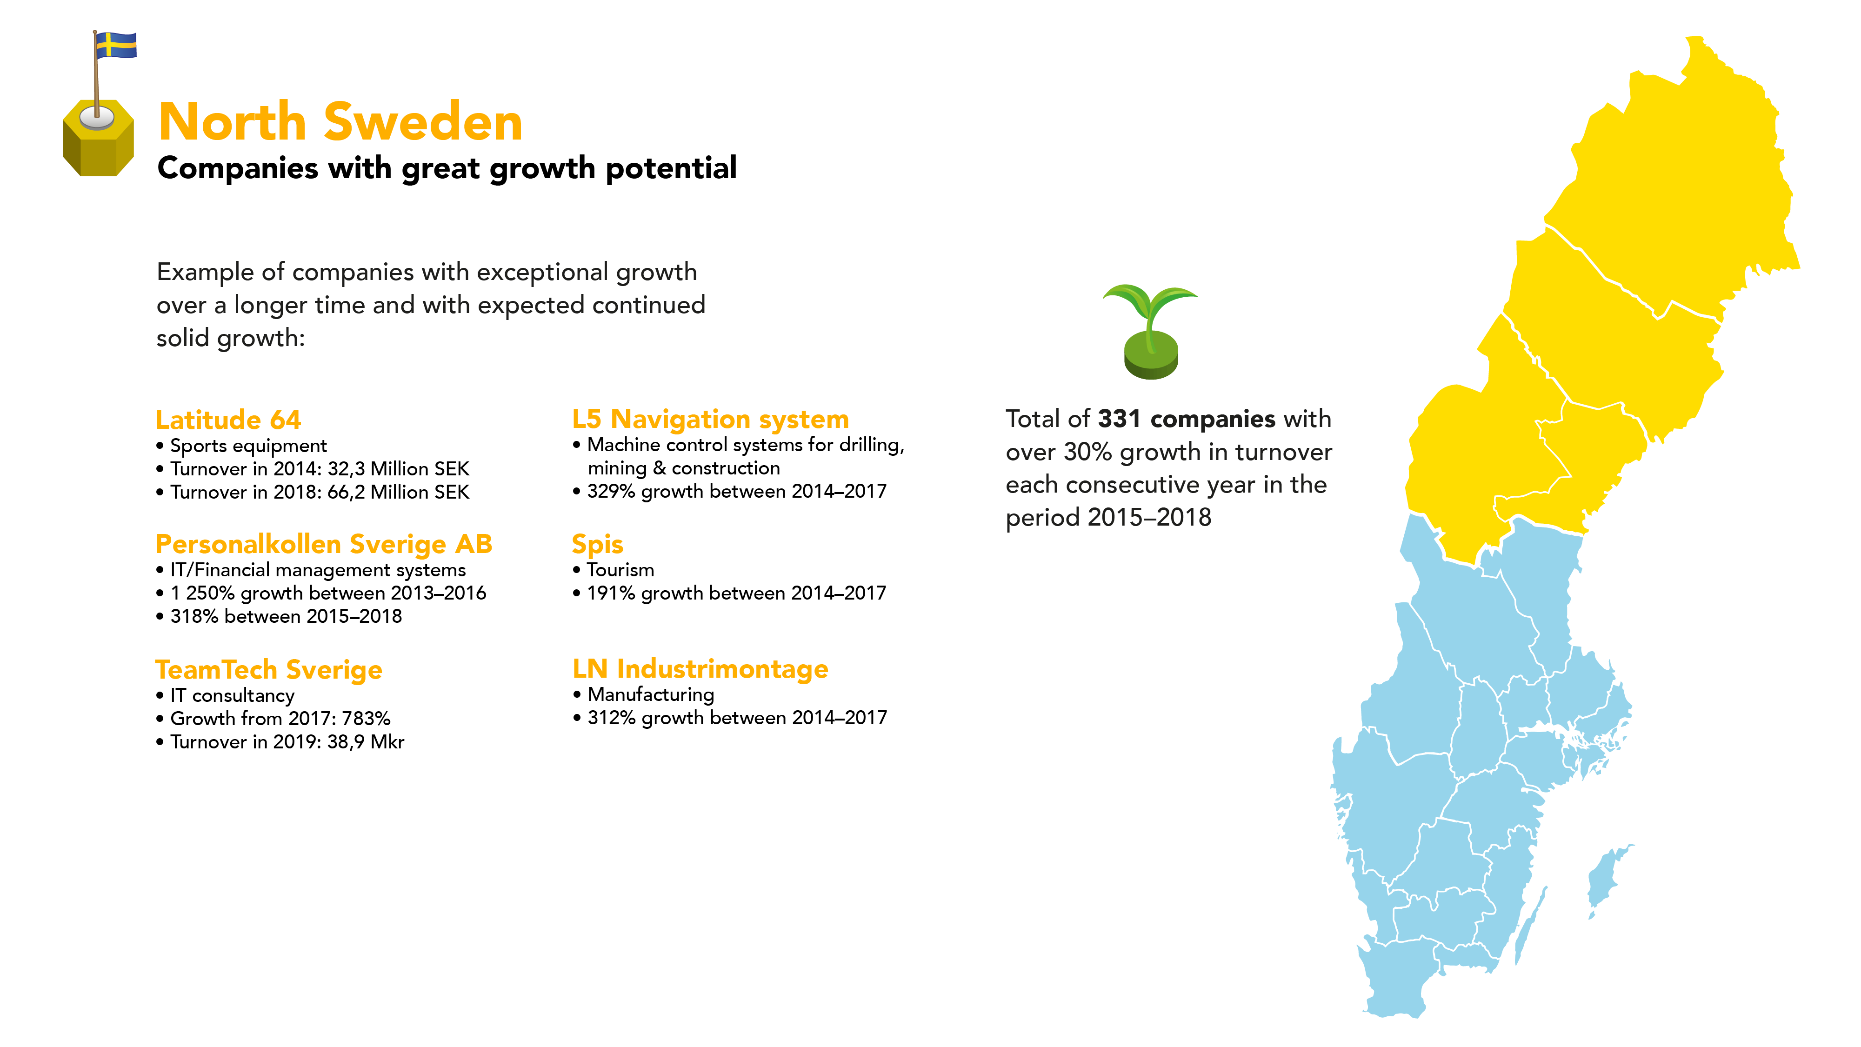 North Sweden
Companies with great growth potential
Example of companies with exceptional growth
over a longer time and with expected continued
solid growth:
Latitude 64
• Sports equipment
• Turnover in 2014: 32,3 Million SEK
• Turnover in 2018: 66,2 Million SEK
Personalkollen Sverige AB
• IT/Financial management systems
• 1 250% growth between 2013–2016
• 318% between 2015–2018
TeamTech Sverige
• IT consultancy
• Growth from 2017: 783%
• Turnover in 2019: 38,9 Mkr
L5 Navigation system
• Machine control systems for drilling,
mining & construction
• 329% growth between 2014–2017
Spis
• Tourism
• 191% growth between 2014–2017
LN Industrimontage
• Manufacturing
• 312% growth between 2014–2017
Total of 331 companies with
over 30% growth in turnover
each consecutive year in the
period 2015–2018